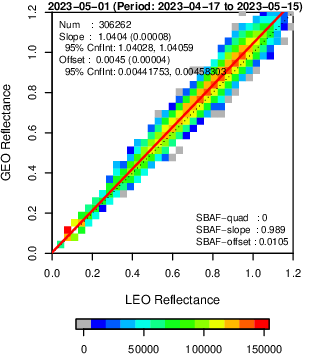 2023-05-01 (Period: 2023-04-17 to 2023-05-15)
Num : 306262
Slope : 1.0404 (0.00008)
95% CnfInt: 1.04028, 1.04059
Offset : 0.0045 (0.00004)
95% CnfInt: 0.00441753, 0.00458303
GEO Reflectance
1.2
1.0
0.8
0.6
0.4
0.2
0.0
SBAF-quad : 0
SBAF-slope : 0.989
SBAF-offset : 0.0105
0.0 0.2 0.4 0.6 0.8 1.0 1.2
LEO Reflectance
0 50000 100000 150000